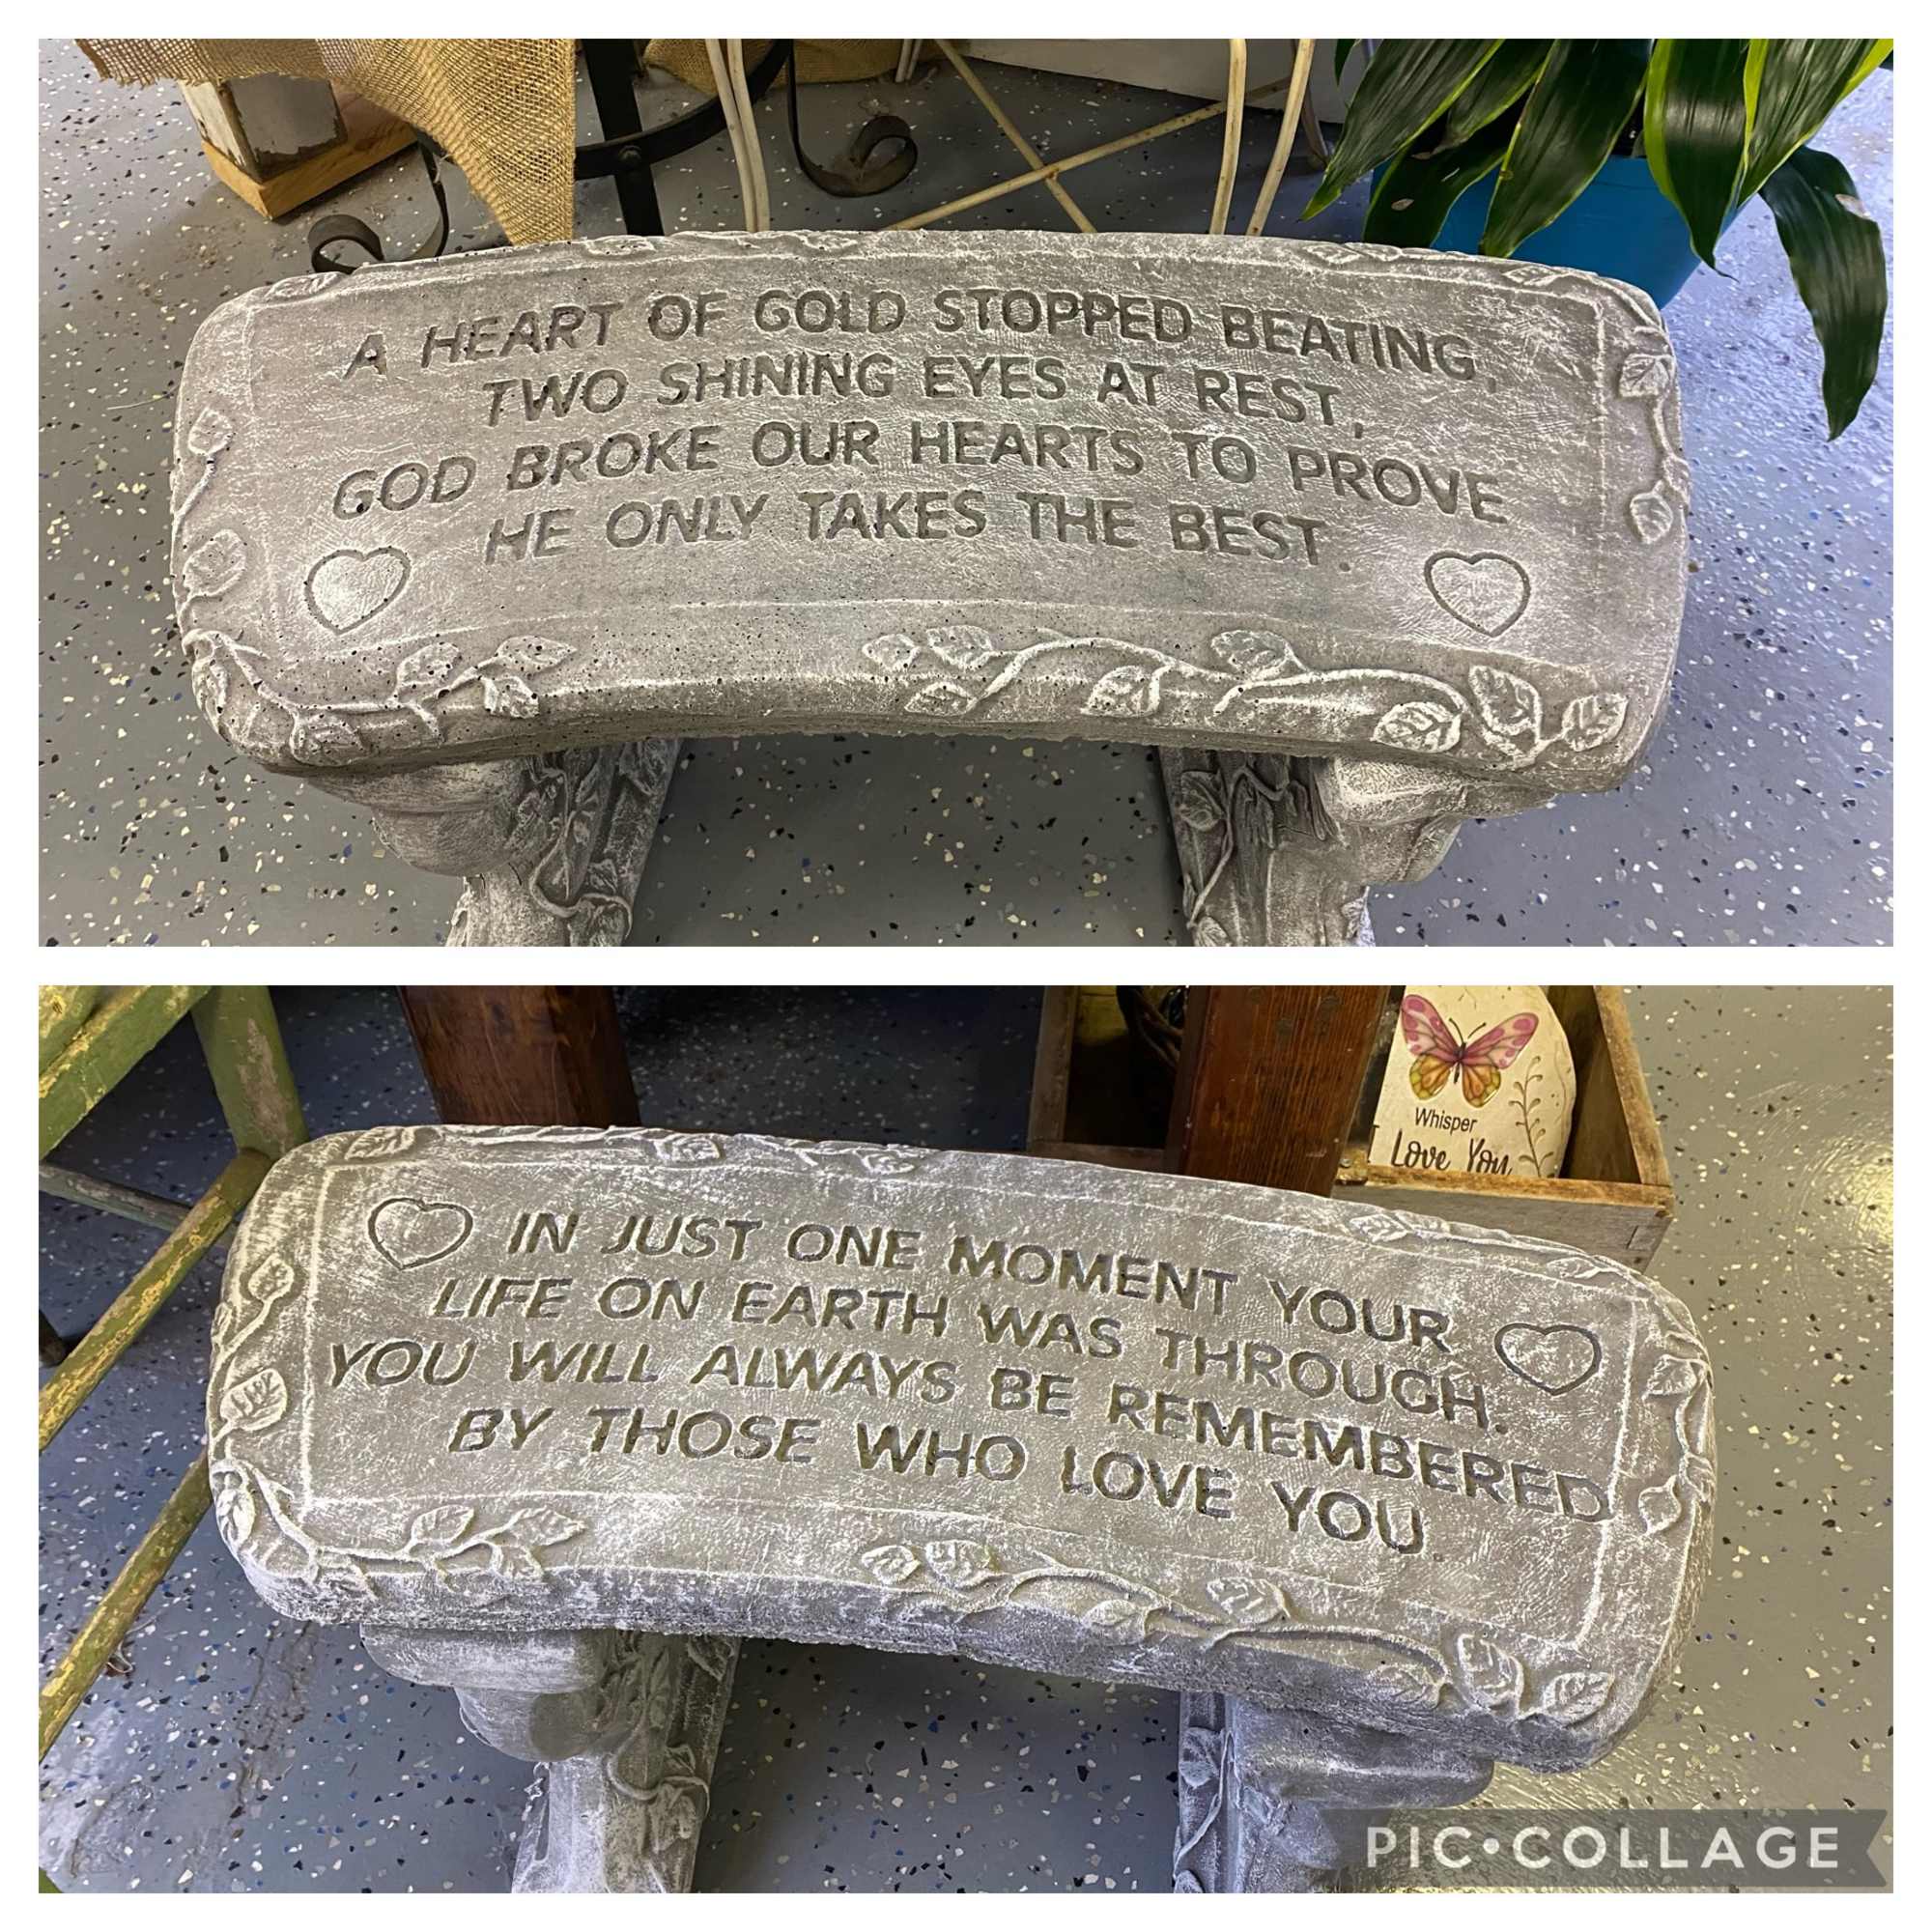 A HEART OF GOLD STOPPED BEATING,
TWO SHINING EYES AT REST,
GOD BROKE OUR HEARTS TO PROVE
HE ONLY TAKES THE BEST.
Whisper
I Love You
IN JUST ONE MOMENT YOUR
LIFE ON EARTH WAS THROUGH.
YOU WILL ALWAYS BE REMEMBERED
BY THOSE WHO LOVE YOU
PIC•COLLAGE